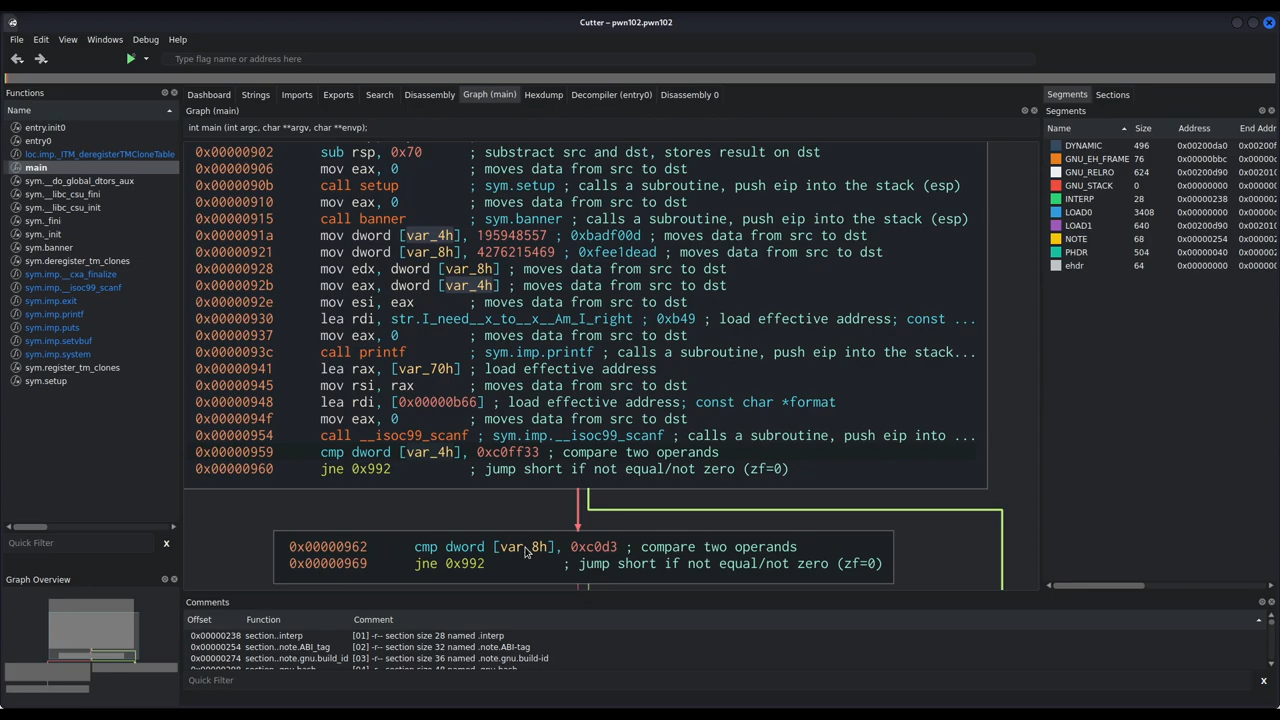 Cutter – pwn102.pwn102
File Edit View Windows Debug Help
Type flag name or address here
Functions
Name
entry.init0
entry0
loc.imp._ITM_deregisterTMCloneTable
main
sym.__do_global_dtors_aux
sym.__libc_csu_fini
sym.__libc_csu_init
sym._fini
sym._init
sym.banner
sym.deregister_tm_clones
sym.imp.__cxa_finalize
sym.imp.__isoc99_scanf
sym.imp.exit
sym.imp.printf
sym.imp.puts
sym.imp.setvbuf
sym.imp.system
sym.register_tm_clones
sym.setup
Quick Filter X
Graph Overview
Dashboard Strings Imports Exports Search Disassembly Graph (main) Hexdump Decompiler (entry0) Disassembly 0
Graph (main)
int main (int argc, char **argv, char **envp);
0x00000902 sub rsp, 0x70 ; substract src and dst, stores result on dst
0x00000906 mov eax, 0 ; moves data from src to dst
0x0000090b call setup ; sym.setup ; calls a subroutine, push eip into the stack (esp)
0x00000910 mov eax, 0 ; moves data from src to dst
0x00000915 call banner ; sym.banner ; calls a subroutine, push eip into the stack (esp)
0x0000091a mov dword [var_4h], 195948557 ; 0xbadf00d ; moves data from src to dst
0x00000921 mov dword [var_8h], 4276215469 ; 0xfee1dead ; moves data from src to dst
0x00000928 mov edx, dword [var_8h] ; moves data from src to dst
0x0000092b mov eax, dword [var_4h] ; moves data from src to dst
0x0000092e mov esi, eax ; moves data from src to dst
0x00000930 lea rdi, str.I_need__x_to__x__Am_I_right ; 0xb49 ; load effective address; const ...
0x00000937 mov eax, 0 ; moves data from src to dst
0x0000093c call printf ; sym.imp.printf ; calls a subroutine, push eip into the stack...
0x00000941 lea rax, [var_70h] ; load effective address
0x00000945 mov rsi, rax ; moves data from src to dst
0x00000948 lea rdi, [0x00000b66] ; load effective address; const char *format
0x0000094f mov eax, 0 ; moves data from src to dst
0x00000954 call __isoc99_scanf ; sym.imp.__isoc99_scanf ; calls a subroutine, push eip into ...
0x00000959 cmp dword [var_4h], 0xc0ff33 ; compare two operands
0x00000960 jne 0x992 ; jump short if not equal/not zero (zf=0)
0x00000962 cmp dword [var_8h], 0xc0d3 ; compare two operands
0x00000969 jne 0x992 ; jump short if not equal/not zero (zf=0)
Comments
Offset Function Comment
0x00000238 section..interp [01] -r-- section size 28 named .interp
0x00000254 section..note.ABI_tag [02] -r-- section size 32 named .note.ABI-tag
0x00000274 section..note.gnu.build_id [03] -r-- section size 36 named .note.gnu.build-id
Quick Filter X
Segments Sections
Segments
Name Size Address End Addr
DYNAMIC 496 0x00200da0 0x00200f
GNU_EH_FRAME 76 0x00000bbc 0x00000c
GNU_RELRO 624 0x00200d90 0x002010
GNU_STACK 0 0x00000000 0x000000
INTERP 28 0x00000238 0x000002
LOAD0 3408 0x00000000 0x00000d
LOAD1 640 0x00200d90 0x002010
NOTE 68 0x00000254 0x000002
PHDR 504 0x00000040 0x000002
ehdr 64 0x00000000 0x000000